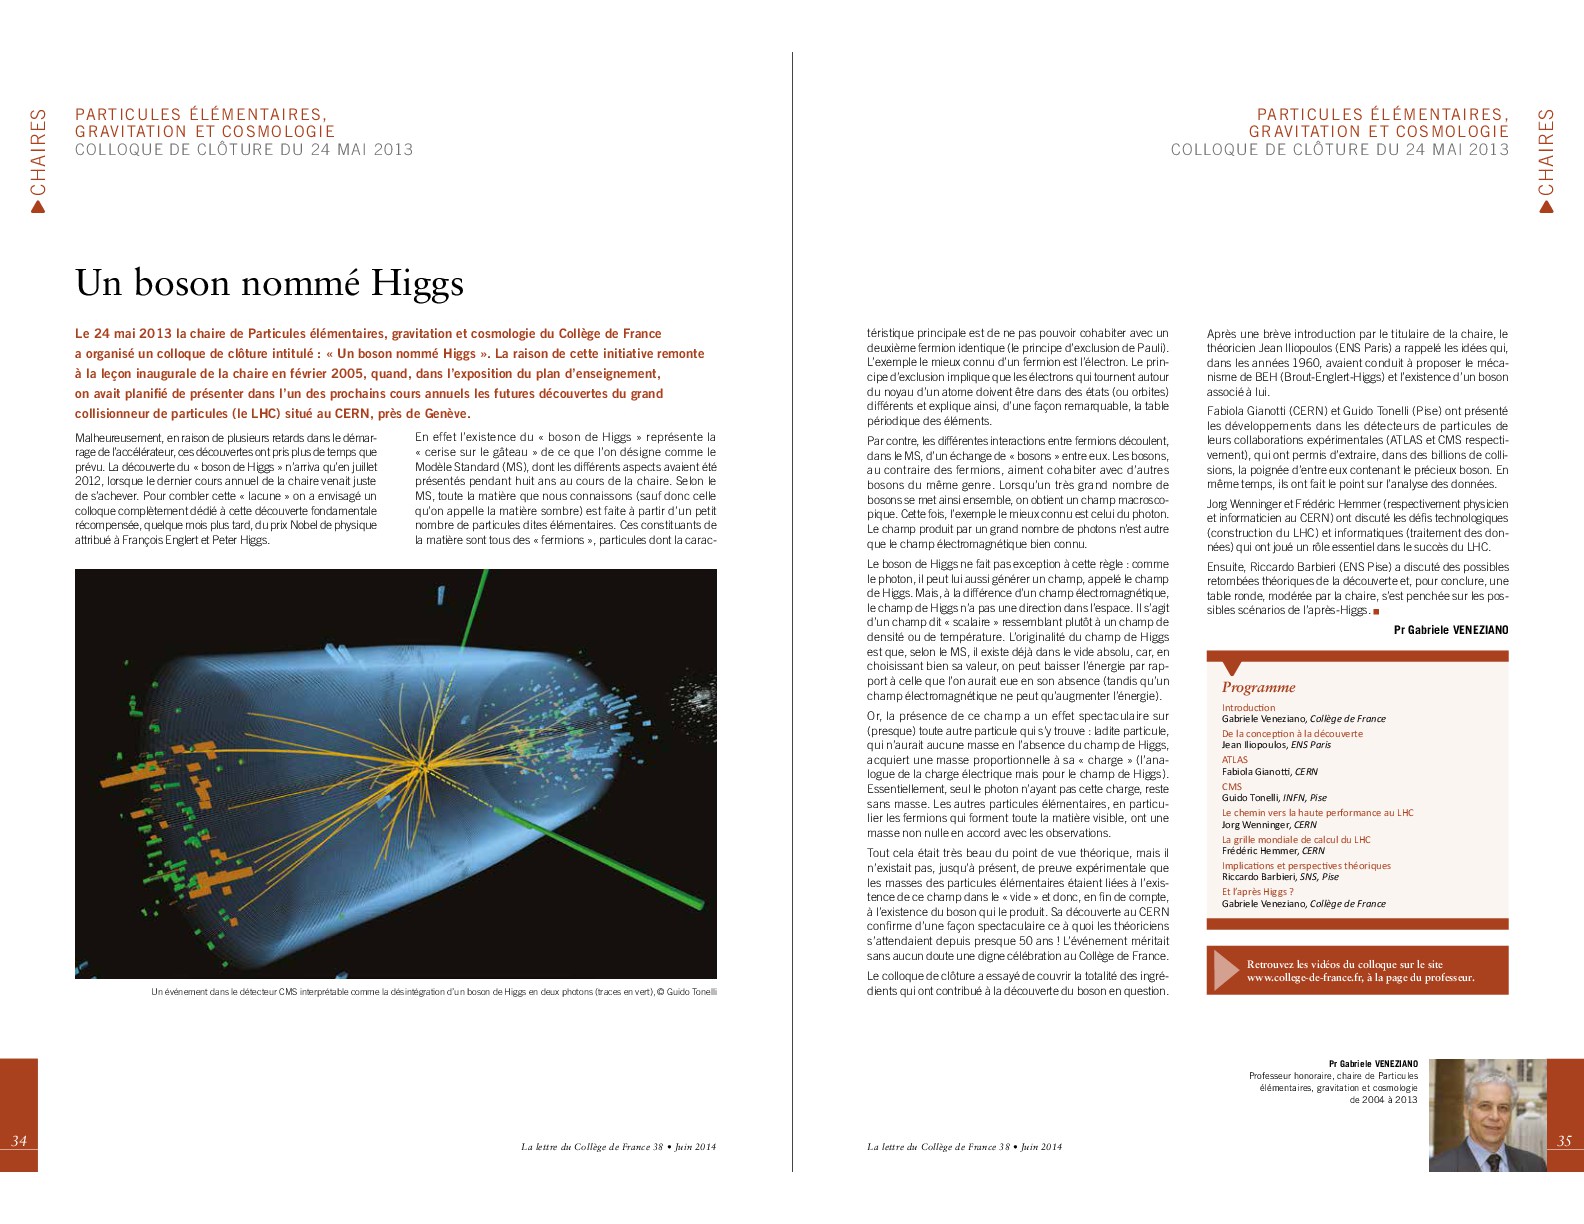 CHAIRES
PARTICULES ÉLÉMENTAIRES,
GRAVITATION ET COSMOLOGIE
COLLOQUE DE CLÔTURE DU 24 MAI 2013
Un boson nommé Higgs
Le 24 mai 2013 la chaire de Particules élémentaires, gravitation et cosmologie du Collège de France
a organisé un colloque de clôture intitulé : « Un boson nommé Higgs ». La raison de cette initiative remonte
à la leçon inaugurale de la chaire en février 2005, quand, dans l'exposition du plan d'enseignement,
on avait planifié de présenter dans l'un des prochains cours annuels les futures découvertes du grand
collisionneur de particules (le LHC) situé au CERN, près de Genève.
Malheureusement, en raison de plusieurs retards dans le démar-
rage de l'accélérateur, ces découvertes ont pris plus de temps que
prévu. La découverte du « boson de Higgs » n'arriva qu'en juillet
2012, lorsque le dernier cours annuel de la chaire venait juste
de s'achever. Pour combler cette « lacune » on a envisagé un
colloque complètement dédié à cette découverte fondamentale
récompensée, quelque mois plus tard, du prix Nobel de physique
attribué à François Englert et Peter Higgs.
En effet l'existence du « boson de Higgs » représente la
« cerise sur le gâteau » de ce que l'on désigne comme le
Modèle Standard (MS), dont les différents aspects avaient été
présentés pendant huit ans au cours de la chaire. Selon le
MS, toute la matière que nous connaissons (sauf donc celle
qu'on appelle la matière sombre) est faite à partir d'un petit
nombre de particules dites élémentaires. Ces constituants de
la matière sont tous des « fermions », particules dont la carac-
Un événement dans le détecteur CMS interprétable comme la désintégration d'un boson de Higgs en deux photons (traces en vert), © Guido Tonelli
34
La lettre du Collège de France 38 • Juin 2014
PARTICULES ÉLÉMENTAIRES,
GRAVITATION ET COSMOLOGIE
COLLOQUE DE CLÔTURE DU 24 MAI 2013
CHAIRES
téristique principale est de ne pas pouvoir cohabiter avec un
deuxième fermion identique (le principe d'exclusion de Pauli).
L'exemple le mieux connu d'un fermion est l'électron. Le prin-
cipe d'exclusion implique que les électrons qui tournent autour
du noyau d'un atome doivent être dans des états (ou orbites)
différents et explique ainsi, d'une façon remarquable, la table
périodique des éléments.
Par contre, les différentes interactions entre fermions découlent,
dans le MS, d'un échange de « bosons » entre eux. Les bosons,
au contraire des fermions, aiment cohabiter avec d'autres
bosons du même genre. Lorsqu'un très grand nombre de
bosons se met ainsi ensemble, on obtient un champ macrosco-
pique. Cette fois, l'exemple le mieux connu est celui du photon.
Le champ produit par un grand nombre de photons n'est autre
que le champ électromagnétique bien connu.
Le boson de Higgs ne fait pas exception à cette règle : comme
le photon, il peut lui aussi générer un champ, appelé le champ
de Higgs. Mais, à la différence d'un champ électromagnétique,
le champ de Higgs n'a pas une direction dans l'espace. Il s'agit
d'un champ dit « scalaire » ressemblant plutôt à un champ de
densité ou de température. L'originalité du champ de Higgs
est que, selon le MS, il existe déjà dans le vide absolu, car, en
choisissant bien sa valeur, on peut baisser l'énergie par rap-
port à celle que l'on aurait eue en son absence (tandis qu'un
champ électromagnétique ne peut qu'augmenter l'énergie).
Or, la présence de ce champ a un effet spectaculaire sur
(presque) toute autre particule qui s'y trouve : ladite particule,
qui n'aurait aucune masse en l'absence du champ de Higgs,
acquiert une masse proportionnelle à sa « charge » (l'ana-
logue de la charge électrique mais pour le champ de Higgs).
Essentiellement, seul le photon n'ayant pas cette charge, reste
sans masse. Les autres particules élémentaires, en particu-
lier les fermions qui forment toute la matière visible, ont une
masse non nulle en accord avec les observations.
Tout cela était très beau du point de vue théorique, mais il
n'existait pas, jusqu'à présent, de preuve expérimentale que
les masses des particules élémentaires étaient liées à l'exis-
tence de ce champ dans le « vide » et donc, en fin de compte,
à l'existence du boson qui le produit. Sa découverte au CERN
confirme d'une façon spectaculaire ce à quoi les théoriciens
s'attendaient depuis presque 50 ans ! L'événement méritait
sans aucun doute une digne célébration au Collège de France.
Le colloque de clôture a essayé de couvrir la totalité des ingré-
dients qui ont contribué à la découverte du boson en question.
Après une brève introduction par le titulaire de la chaire, le
théoricien Jean Iliopoulos (ENS Paris) a rappelé les idées qui,
dans les années 1960, avaient conduit à proposer le méca-
nisme de BEH (Brout-Englert-Higgs) et l'existence d'un boson
associé à lui.
Fabiola Gianotti (CERN) et Guido Tonelli (Pise) ont présenté
les développements dans les détecteurs de particules de
leurs collaborations expérimentales (ATLAS et CMS respecti-
vement), qui ont permis d'extraire, dans des billions de colli-
sions, la poignée d'entre eux contenant le précieux boson. En
même temps, ils ont fait le point sur l'analyse des données.
Jorg Wenninger et Frédéric Hemmer (respectivement physicien
et informaticien au CERN) ont discuté les défis technologiques
(construction du LHC) et informatiques (traitement des don-
nées) qui ont joué un rôle essentiel dans le succès du LHC.
Ensuite, Riccardo Barbieri (ENS Pise) a discuté des possibles
retombées théoriques de la découverte et, pour conclure, une
table ronde, modérée par la chaire, s'est penchée sur les pos-
sibles scénarios de l'après-Higgs.
Pr Gabriele VENEZIANO
Programme
Introduction
Gabriele Veneziano, Collège de France
De la conception à la découverte
Jean Iliopoulos, ENS Paris
ATLAS
Fabiola Gianotti, CERN
CMS
Guido Tonelli, INFN, Pise
Le chemin vers la haute performance au LHC
Jorg Wenninger, CERN
La grille mondiale de calcul du LHC
Frédéric Hemmer, CERN
Implications et perspectives théoriques
Riccardo Barbieri, SNS, Pise
Et l'après Higgs ?
Gabriele Veneziano, Collège de France
Retrouvez les vidéos du colloque sur le site
www.college-de-france.fr, à la page du professeur.
Pr Gabriele VENEZIANO
Professeur honoraire, chaire de Particules
élémentaires, gravitation et cosmologie
de 2004 à 2013
La lettre du Collège de France 38 • Juin 2014
35